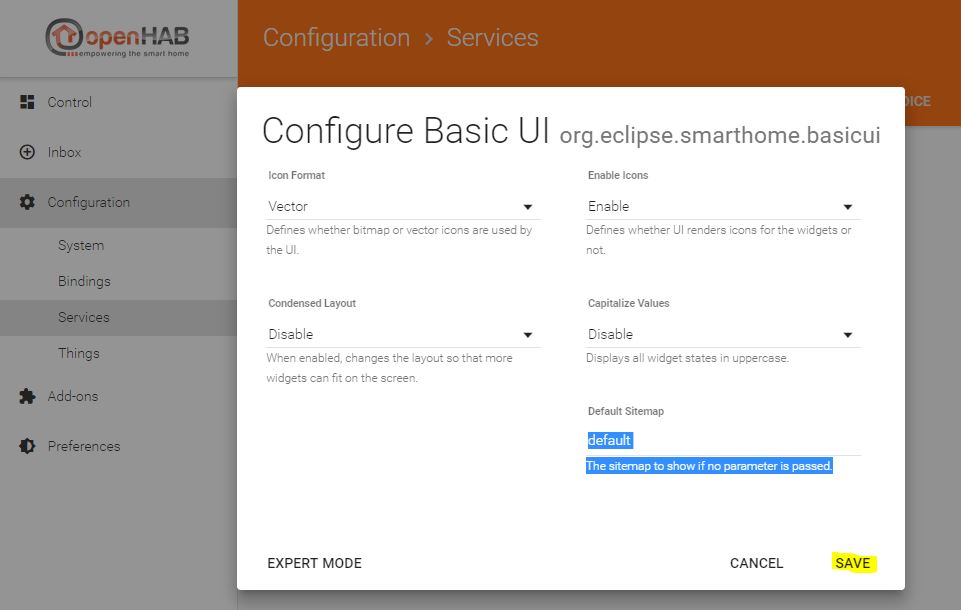 openHAB
empowering the smart home
Configuration > Services
Control
Inbox
Configuration
System
Bindings
Services
Things
Add-ons
Preferences
Configure Basic UI org.eclipse.smarthome.basicui
Icon Format
Vector
Defines whether bitmap or vector icons are used by
the UI.
Enable Icons
Enable
Defines whether UI renders icons for the widgets or
not.
Condensed Layout
Disable
When enabled, changes the layout so that more
widgets can fit on the screen.
Capitalize Values
Disable
Displays all widget states in uppercase.
Default Sitemap
default
The sitemap to show if no parameter is passed.
EXPERT MODE
CANCEL
SAVE